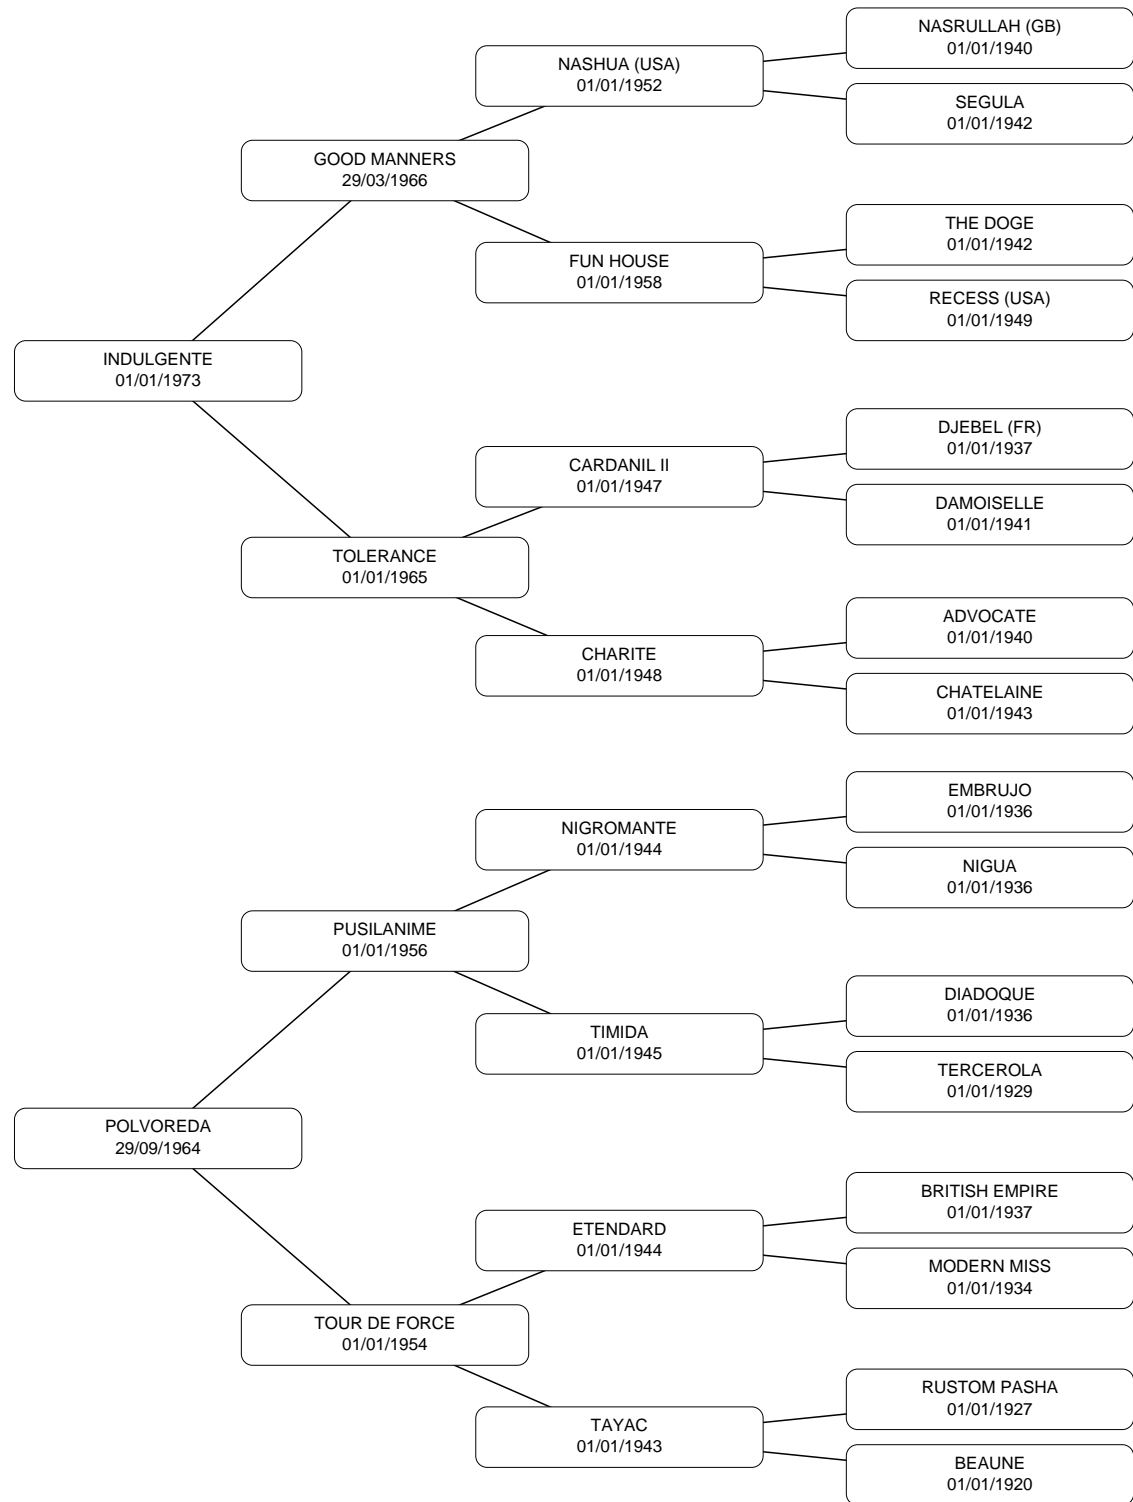 NASRULLAH (GB)
01/01/1940
NASHUA (USA)
01/01/1952
SEGULA
01/01/1942
GOOD MANNERS
29/03/1966
THE DOGE
01/01/1942
FUN HOUSE
01/01/1958
RECESS (USA)
01/01/1949
INDULGENTE
01/01/1973
DJEBEL (FR)
01/01/1937
CARDANIL II
01/01/1947
DAMOISELLE
01/01/1941
TOLERANCE
01/01/1965
ADVOCATE
01/01/1940
CHARITE
01/01/1948
CHATELAINE
01/01/1943
EMBRUJO
01/01/1936
NIGROMANTE
01/01/1944
NIGUA
01/01/1936
PUSILANIME
01/01/1956
DIADOQUE
01/01/1936
TIMIDA
01/01/1945
TERCEROLA
01/01/1929
POLVOREDA
29/09/1964
BRITISH EMPIRE
01/01/1937
ETENDARD
01/01/1944
MODERN MISS
01/01/1934
TOUR DE FORCE
01/01/1954
RUSTOM PASHA
01/01/1927
TAYAC
01/01/1943
BEAUNE
01/01/1920